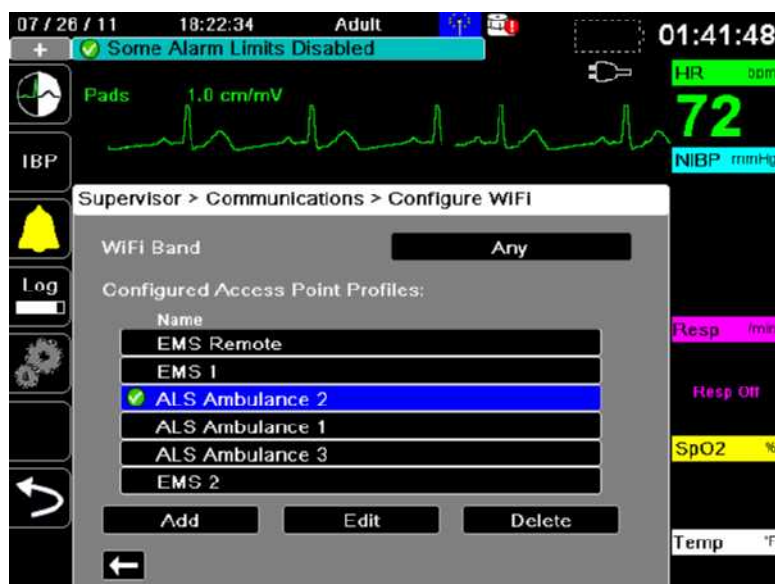 07/26/11 18:22:34 Adult
01:41:48
Some Alarm Limits Disabled
HR bpm
Pads 1.0 cm/mV
72
IBP
NIBP mmHg
Supervisor > Communications > Configure WiFi
WiFi Band Any
Log
Configured Access Point Profiles:
Name
EMS Remote
Resp /min
EMS 1
ALS Ambulance 2
Resp Off
ALS Ambulance 1
ALS Ambulance 3
SpO2 %
EMS 2
Add Edit Delete
Temp °F